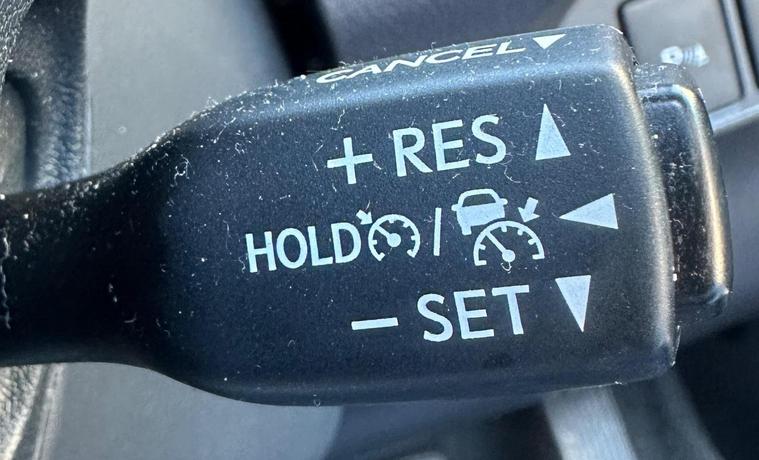 CANCEL
+ RES
HOLD /
- SET